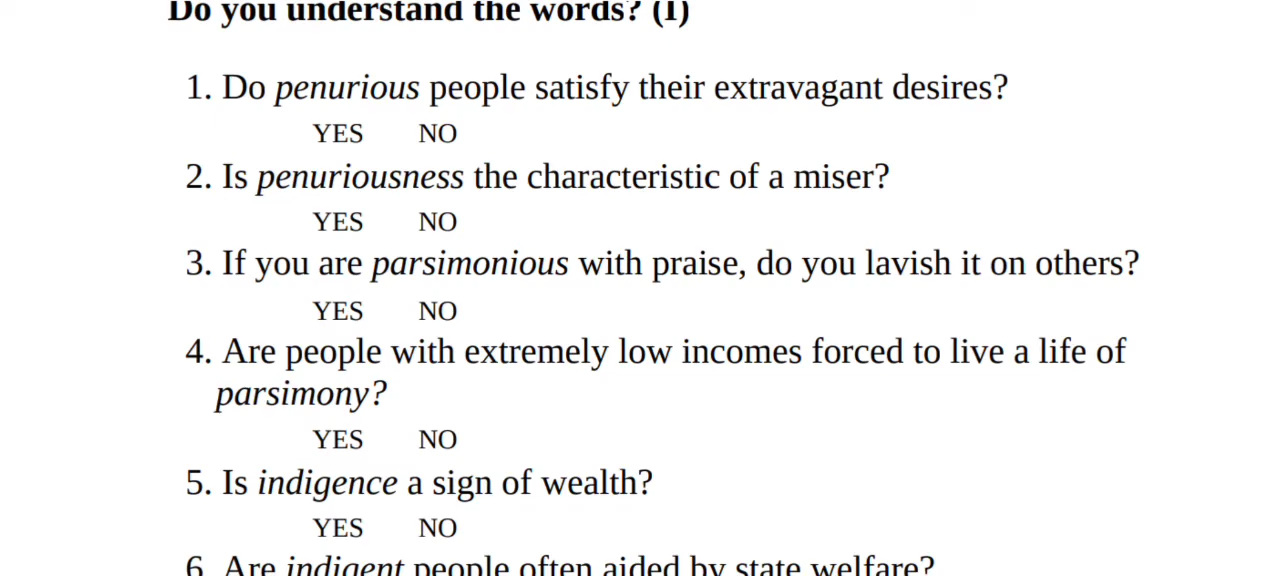 Do you understand the words? (I)
1. Do penurious people satisfy their extravagant desires?
YES NO
2. Is penuriousness the characteristic of a miser?
YES NO
3. If you are parsimonious with praise, do you lavish it on others?
YES NO
4. Are people with extremely low incomes forced to live a life of
parsimony?
YES NO
5. Is indigence a sign of wealth?
YES NO
6. Are indigent people often aided by state welfare?